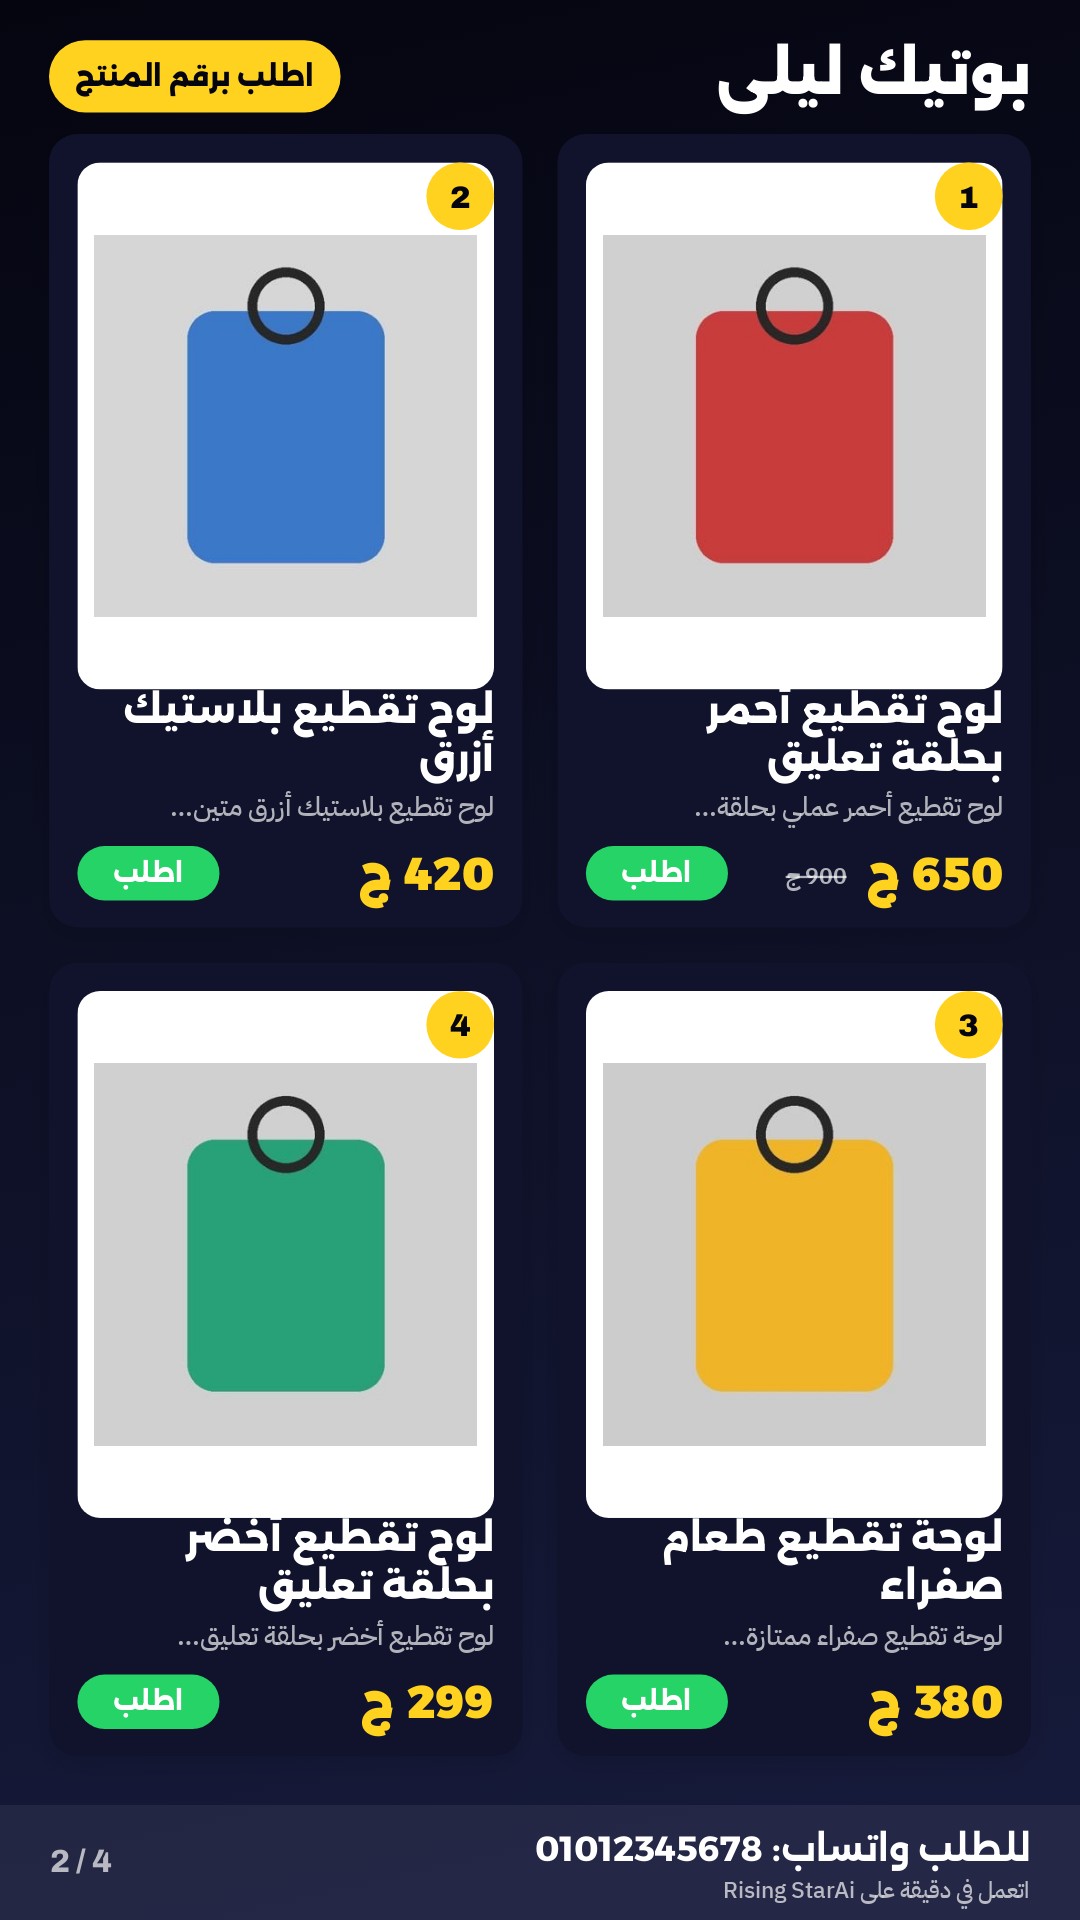 بوتيك ليلى
اطلب برقم المنتج
1
لوح تقطيع أحمر
بحلقة تعليق
لوح تقطيع أحمر عملي بحلقة...
650 ج
900 ج
اطلب
2
لوح تقطيع بلاستيك
أزرق
لوح تقطيع بلاستيك أزرق متين...
420 ج
اطلب
3
لوحة تقطيع طعام
صفراء
لوحة تقطيع صفراء ممتازة...
380 ج
اطلب
4
لوح تقطيع أخضر
بحلقة تعليق
لوح تقطيع أخضر بحلقة تعليق...
299 ج
اطلب
للطلب واتساب: 01012345678
اتعمل في دقيقة على Rising StarAi
2 / 4